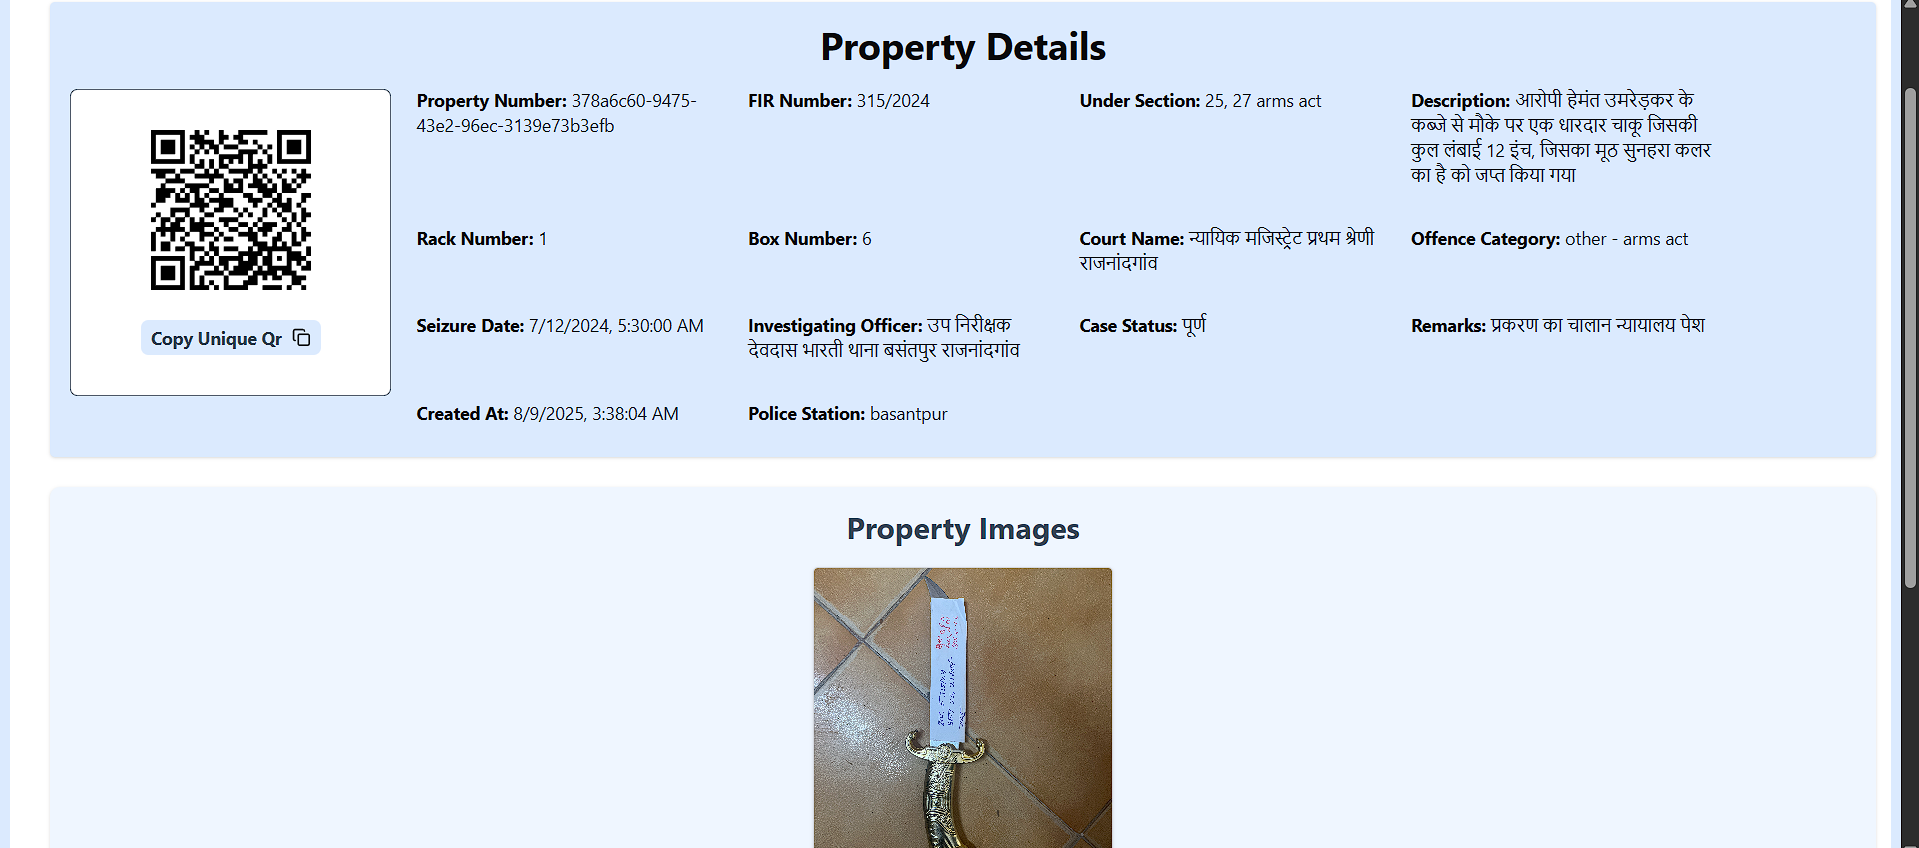 Property Details
Property Number: 378a6c60-9475-
43e2-96ec-3139e73b3efb
FIR Number: 315/2024
Under Section: 25, 27 arms act
Description: आरोपी हेमंत उमरेड़कर के
कब्जे से मौके पर एक धारदार चाकू जिसकी
कुल लंबाई 12 इंच, जिसका मूठ सुनहरा कलर
का है को जप्त किया गया
Rack Number: 1
Box Number: 6
Court Name: न्यायिक मजिस्ट्रेट प्रथम श्रेणी
राजनांदगांव
Offence Category: other - arms act
Copy Unique Qr
Seizure Date: 7/12/2024, 5:30:00 AM
Investigating Officer: उप निरीक्षक
देवदास भारती थाना बसंतपुर राजनांदगांव
Case Status: पूर्ण
Remarks: प्रकरण का चालान न्यायालय पेश
Created At: 8/9/2025, 3:38:04 AM
Police Station: basantpur
Property Images